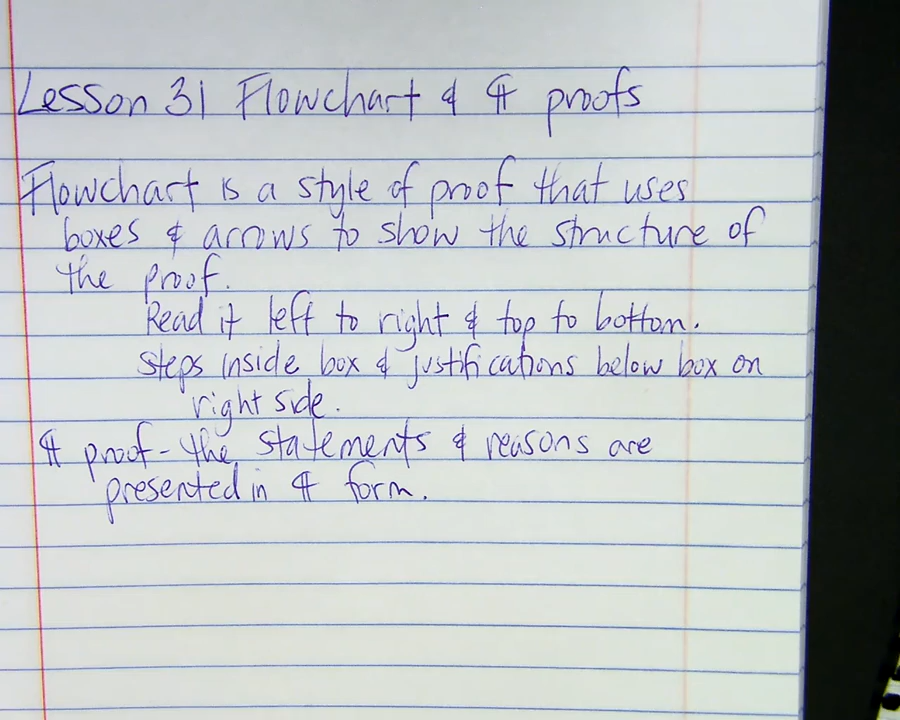 Lesson 31 Flowchart & ¶ proofs
Flowchart is a style of proof that uses
boxes & arrows to show the structure of
the proof.
Read it left to right & top to bottom.
Steps inside box & justifications below box on
right side.
¶ proof - the statements & reasons are
presented in ¶ form.